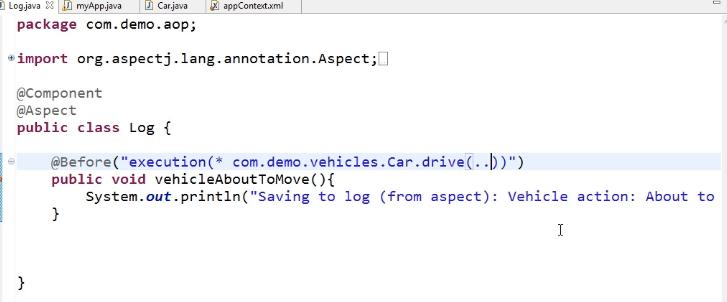 Log.java myApp.java Car.java appContext.xml
package com.demo.aop;
import org.aspectj.lang.annotation.Aspect;
@Component
@Aspect
public class Log {
@Before("execution(* com.demo.vehicles.Car.drive(..))")
public void vehicleAboutToMove(){
System.out.println("Saving to log (from aspect): Vehicle action: About to
}
}